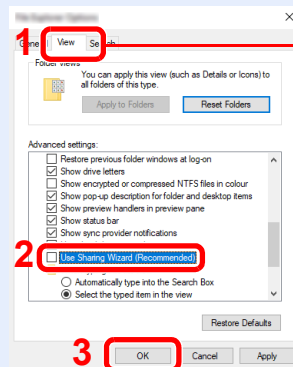 1
View
Folder views
You can apply this view (such as Details or Icons) to
all folders of this type.
Apply to Folders
Reset Folders
Advanced settings:
Restore previous folder windows at log-on
Show drive letters
Show encrypted or compressed NTFS files in colour
Show pop-up description for folder and desktop items
Show preview handlers in preview pane
Show status bar
Show sync provider notifications
2
Use Sharing Wizard (Recommended)
Automatically type into the Search Box
Select the typed item in the view
Restore Defaults
3
OK
Cancel
Apply